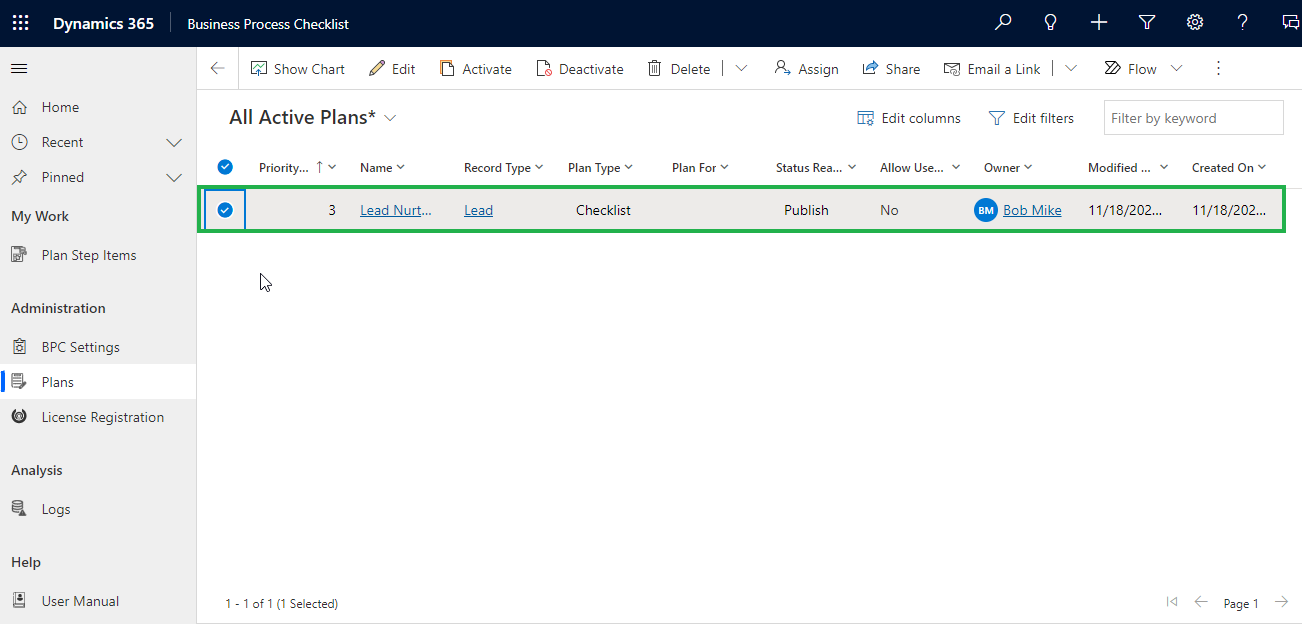 Dynamics 365 Business Process Checklist
Show Chart Edit Activate Deactivate Delete Assign Share Email a Link Flow
Home
Recent
Pinned
My Work
Plan Step Items
Administration
BPC Settings
Plans
License Registration
Analysis
Logs
Help
User Manual
All Active Plans* Edit columns Edit filters Filter by keyword
Priority... Name Record Type Plan Type Plan For Status Rea... Allow Use... Owner Modified ... Created On
3 Lead Nurt... Lead Checklist Publish No BM Bob Mike 11/18/202... 11/18/202...
1 - 1 of 1 (1 Selected) Page 1